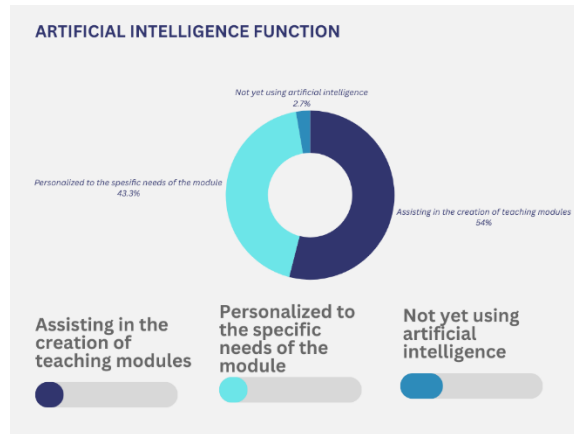 ARTIFICIAL INTELLIGENCE FUNCTION
Not yet using artificial intelligence
2.7%
Personalized to the spesific needs of the module
43.3%
Assisting in the creation of teaching modules
54%
Assisting in the
creation of
teaching modules
Personalized to
the specific
needs of the
module
Not yet using
artificial
intelligence